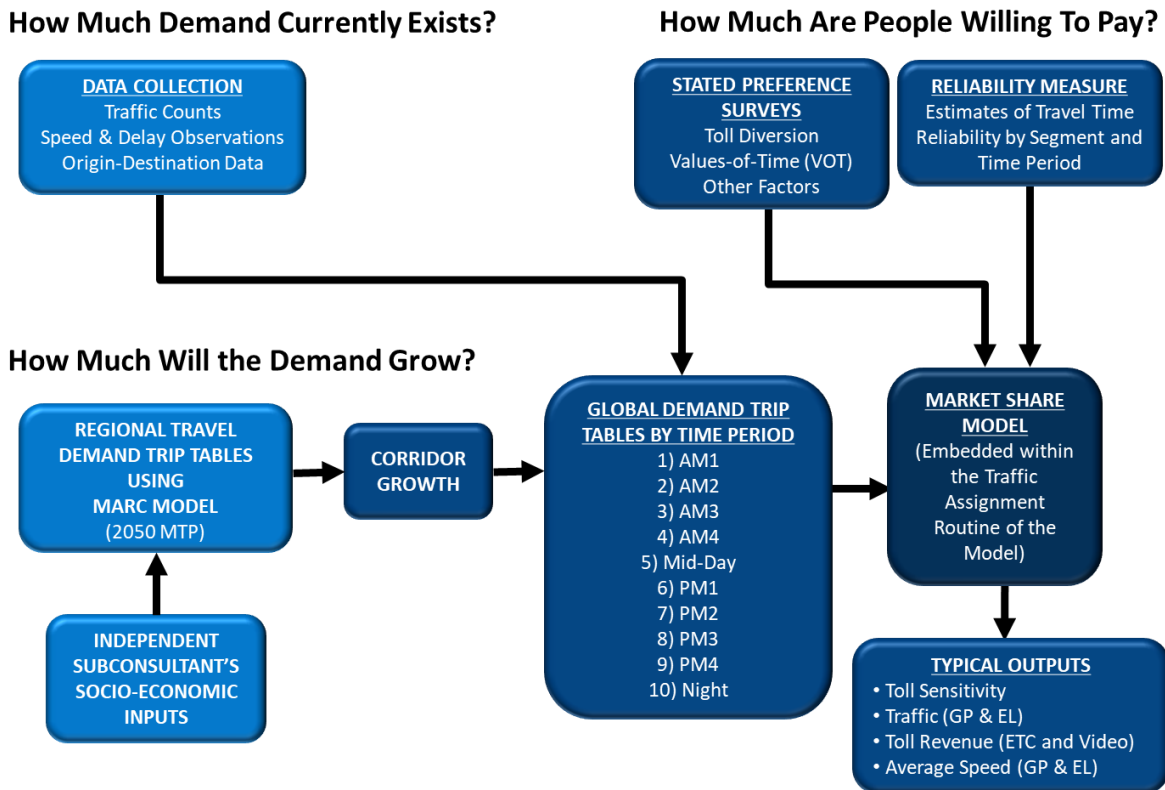 How Much Demand Currently Exists?
How Much Are People Willing To Pay?
DATA COLLECTION
Traffic Counts
Speed & Delay Observations
Origin-Destination Data
STATED PREFERENCE
SURVEYS
Toll Diversion
Values-of-Time (VOT)
Other Factors
RELIABILITY MEASURE
Estimates of Travel Time
Reliability by Segment and
Time Period
How Much Will the Demand Grow?
REGIONAL TRAVEL
DEMAND TRIP TABLES
USING
MARC MODEL
(2050 MTP)
INDEPENDENT
SUBCONSULTANT'S
SOCIO-ECONOMIC
INPUTS
CORRIDOR
GROWTH
GLOBAL DEMAND TRIP
TABLES BY TIME PERIOD
1) AM1
2) AM2
3) AM3
4) AM4
5) Mid-Day
6) PM1
7) PM2
8) PM3
9) PM4
10) Night
MARKET SHARE
MODEL
(Embedded within
the Traffic
Assignment
Routine of the
Model)
TYPICAL OUTPUTS
• Toll Sensitivity
• Traffic (GP & EL)
• Toll Revenue (ETC and Video)
• Average Speed (GP & EL)